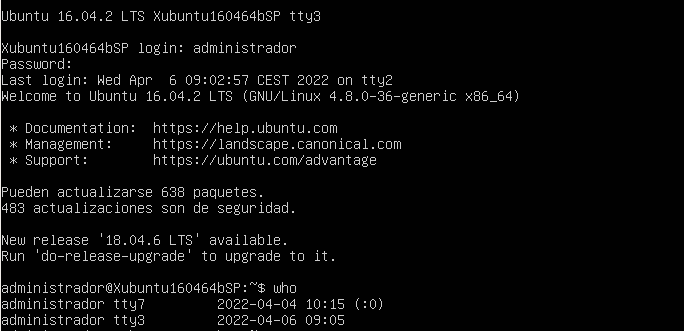 Ubuntu 16.04.2 LTS Xubuntu160464bSP tty3
Xubuntu160464bSP login: administrador
Password:
Last login: Wed Apr  6 09:02:57 CEST 2022 on tty2
Welcome to Ubuntu 16.04.2 LTS (GNU/Linux 4.8.0-36-generic x86_64)
 * Documentation:  https://help.ubuntu.com
 * Management:     https://landscape.canonical.com
 * Support:        https://ubuntu.com/advantage
Pueden actualizarse 638 paquetes.
483 actualizaciones son de seguridad.
New release '18.04.6 LTS' available.
Run 'do-release-upgrade' to upgrade to it.
administrador@Xubuntu160464bSP:~$ who
administrador tty7         2022-04-04 10:15 (:0)
administrador tty3         2022-04-06 09:05